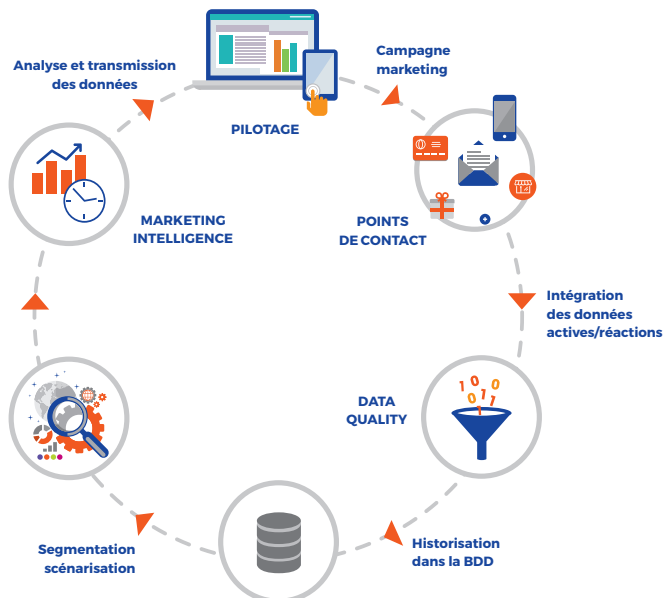 Campagne
marketing
Analyse et transmission
des données
PILOTAGE
MARKETING
INTELLIGENCE
POINTS
DE CONTACT
Intégration
des données
actives/réactions
1 0 0
0 1 1
1
DATA
QUALITY
Historisation
dans la BDD
Segmentation
scénarisation